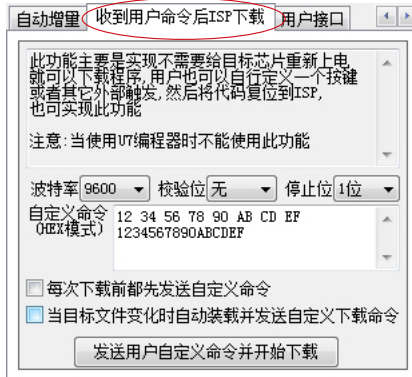 自动增量 收到用户命令后ISP下载 用户接口
此功能主要是实现不需要给目标芯片重新上电
就可以下载程序,用户也可以自行定义一个按键
或者其它外部触发,然后将代码复位到ISP,
也可实现此功能
注意:当使用U7编程器时不能使用此功能
波特率 9600 校验位 无 停止位 1位
自定义命令 12 34 56 78 90 AB CD EF
(HEX模式) 1234567890ABCDEF
每次下载前都先发送自定义命令
当目标文件变化时自动装载并发送自定义下载命令
发送用户自定义命令并开始下载